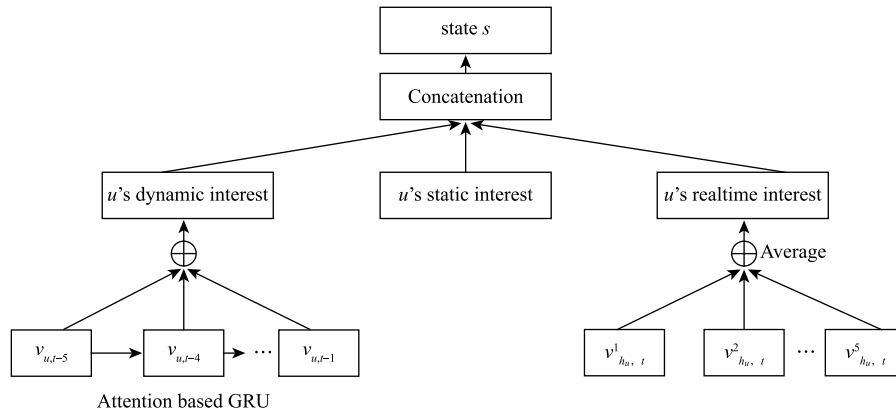 state s
Concatenation
u's dynamic interest
u's static interest
u's realtime interest
Average
v_{u,t−5}
v_{u,t−4}
...
v_{u,t−1}
v^1_{h_u, t}
v^2_{h_u, t}
...
v^5_{h_u, t}
Attention based GRU